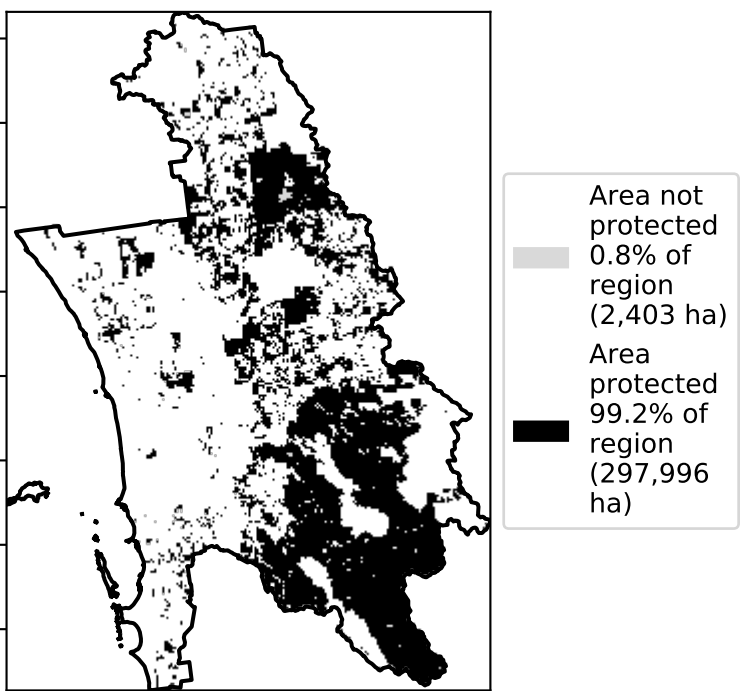 Area not
protected
0.8% of
region
(2,403 ha)
Area
protected
99.2% of
region
(297,996
ha)